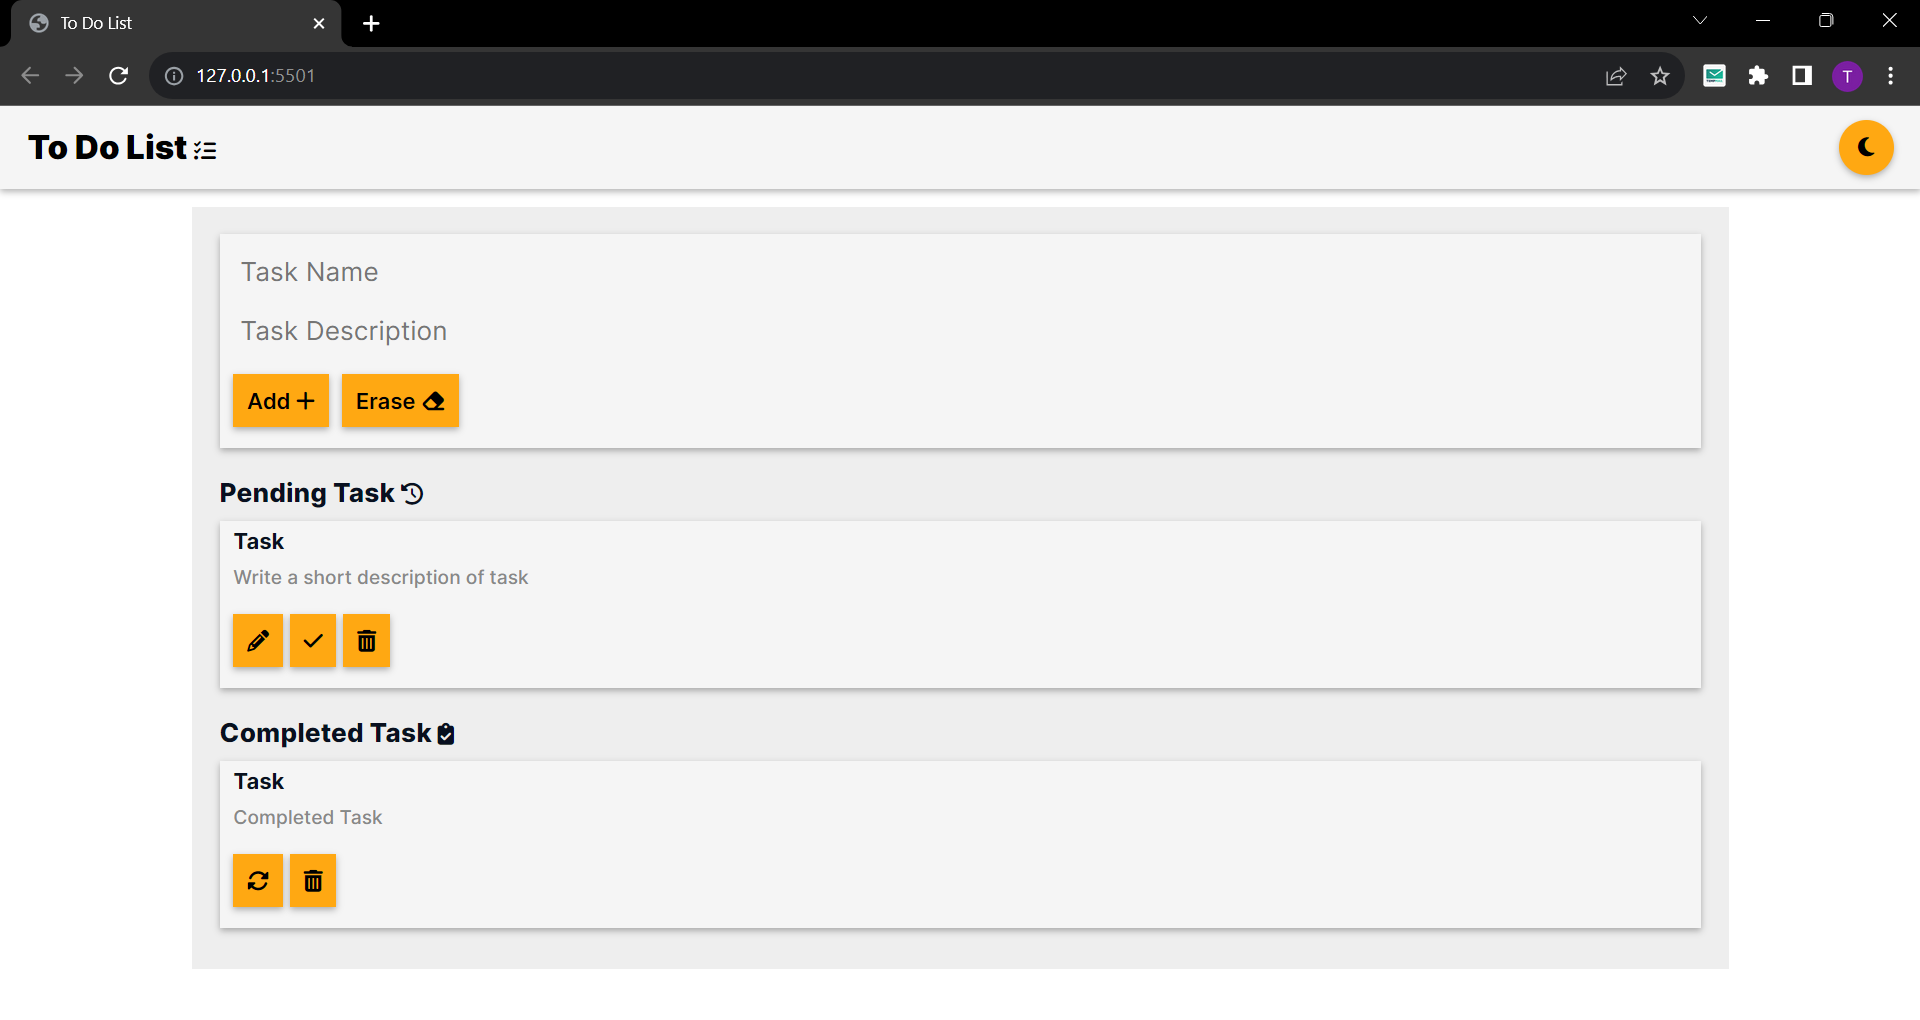 To Do List
127.0.0.1:5501
T
To Do List
Task Name
Task Description
Add
Erase
Pending Task
Task
Write a short description of task
Completed Task
Task
Completed Task